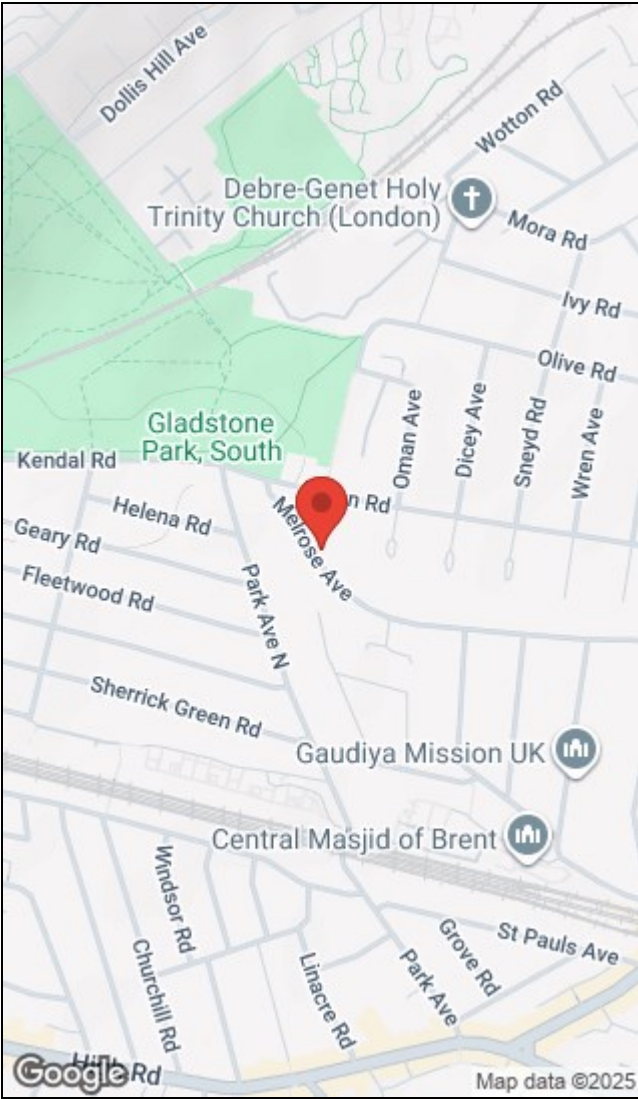 Dollis Hill Ave
Wotton Rd
Debre-Genet Holy
Trinity Church (London)
Mora Rd
Ivy Rd
Olive Rd
Gladstone
Park, South
Oman Ave
Dicey Ave
Sneyd Rd
Wren Ave
Kendal Rd
n Rd
Helena Rd
Melrose Ave
Geary Rd
Fleetwood Rd
Park Ave N
Sherrick Green Rd
Gaudiya Mission UK
Central Masjid of Brent
Windsor Rd
Churchill Rd
Linacre Rd
Park Ave
Grove Rd
St Pauls Ave
Rd
Google
Map data ©2025